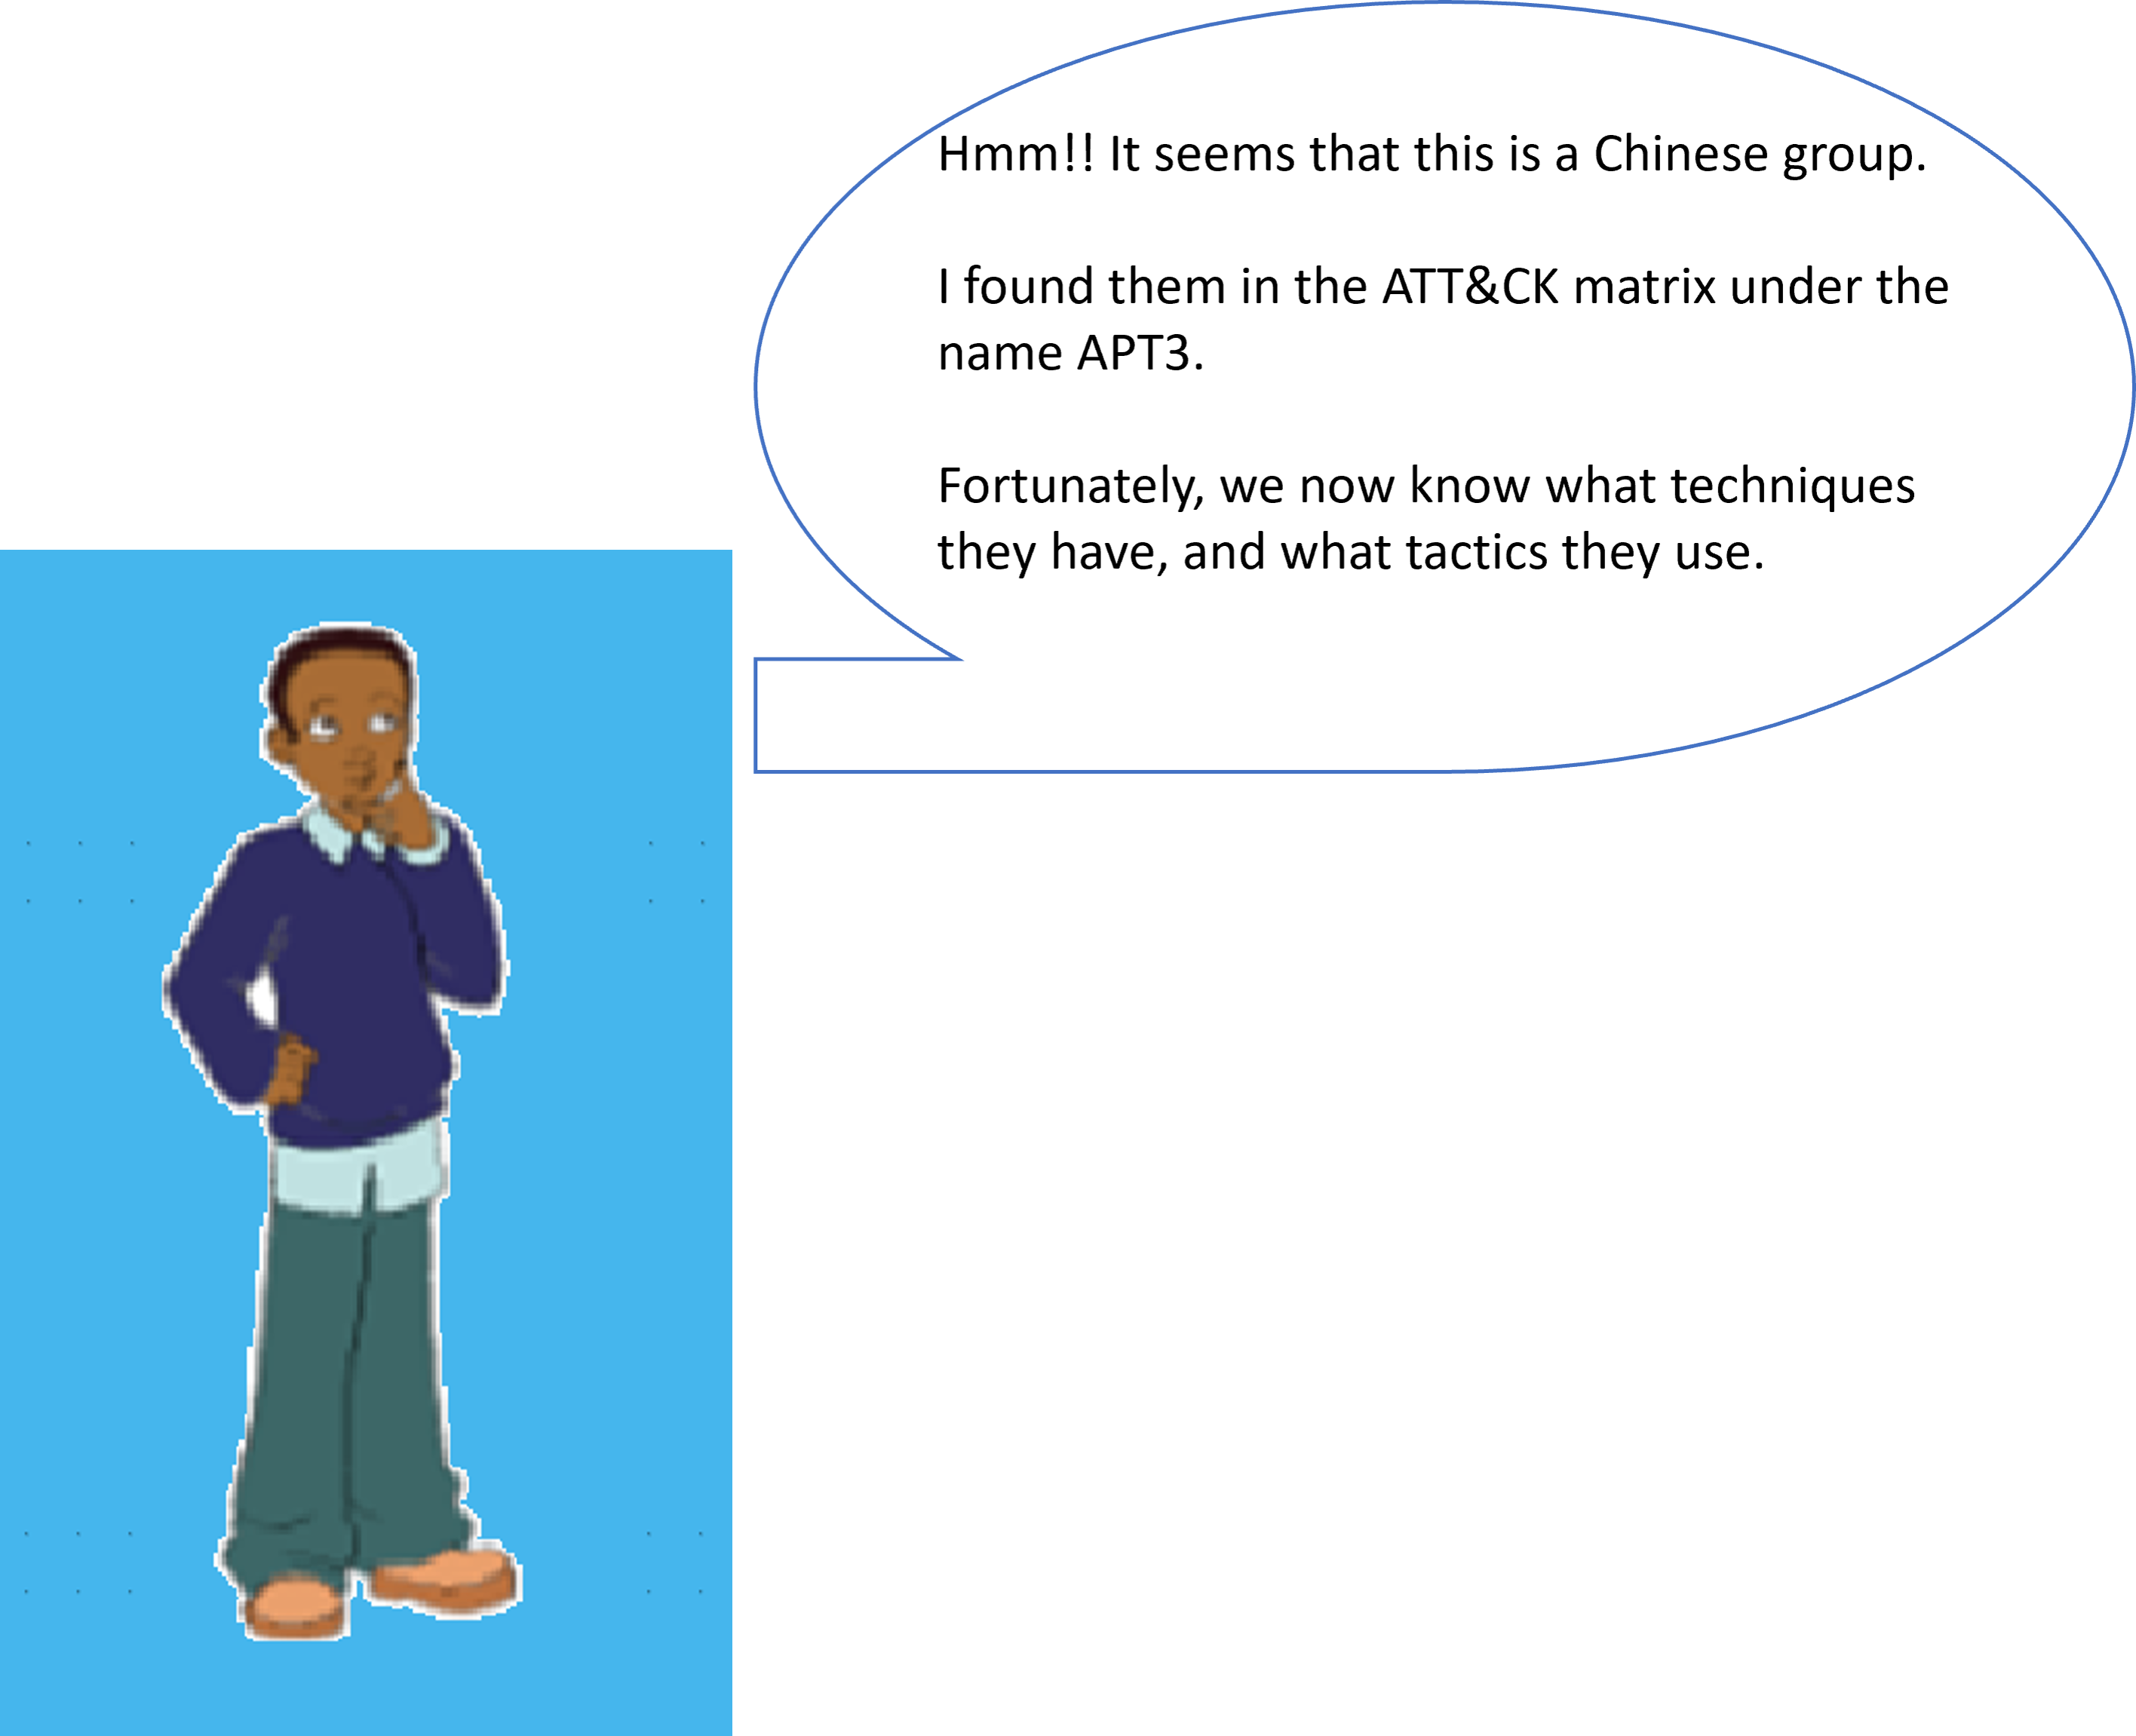 Hmm!! It seems that this is a Chinese group.
I found them in the ATT&CK matrix under the
name APT3.
Fortunately, we now know what techniques
they have, and what tactics they use.